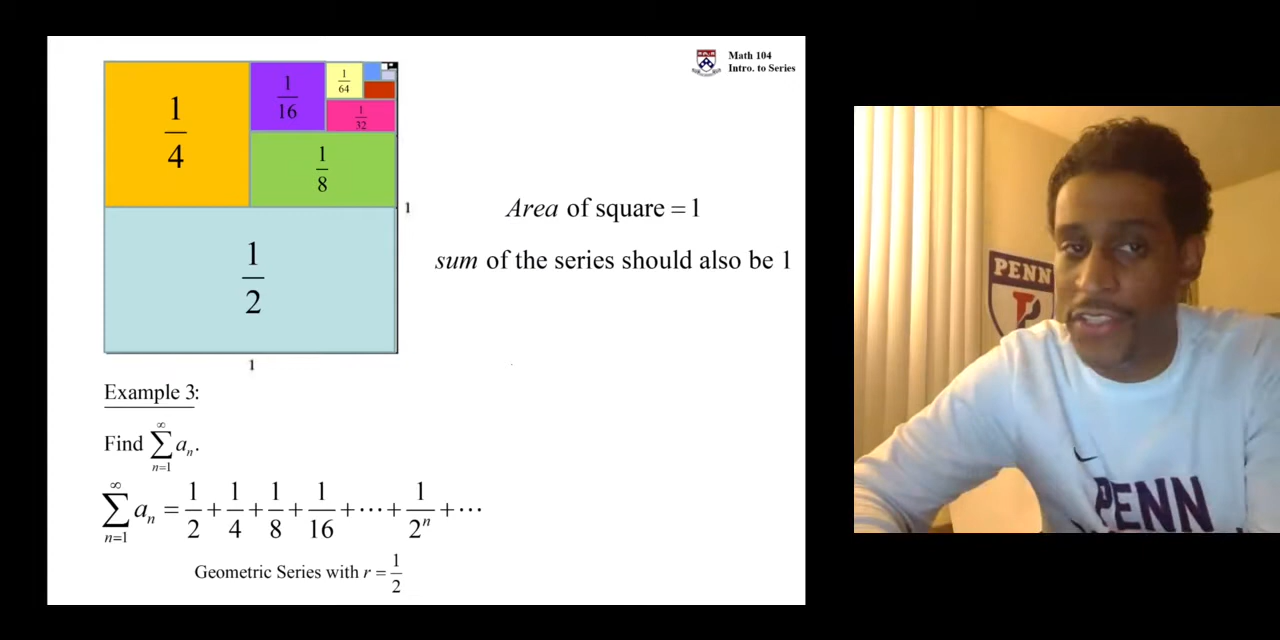 Math 104
Intro. to Series
1/4
1/16
1/64
1/32
1/8
1/2
1
1
Area of square = 1
sum of the series should also be 1
Example 3:
Find ∑_{n=1}^{∞} a_n.
∑_{n=1}^{∞} a_n = 1/2 + 1/4 + 1/8 + 1/16 + ⋯ + 1/2^n + ⋯
Geometric Series with r = 1/2
PENN
P
PENN